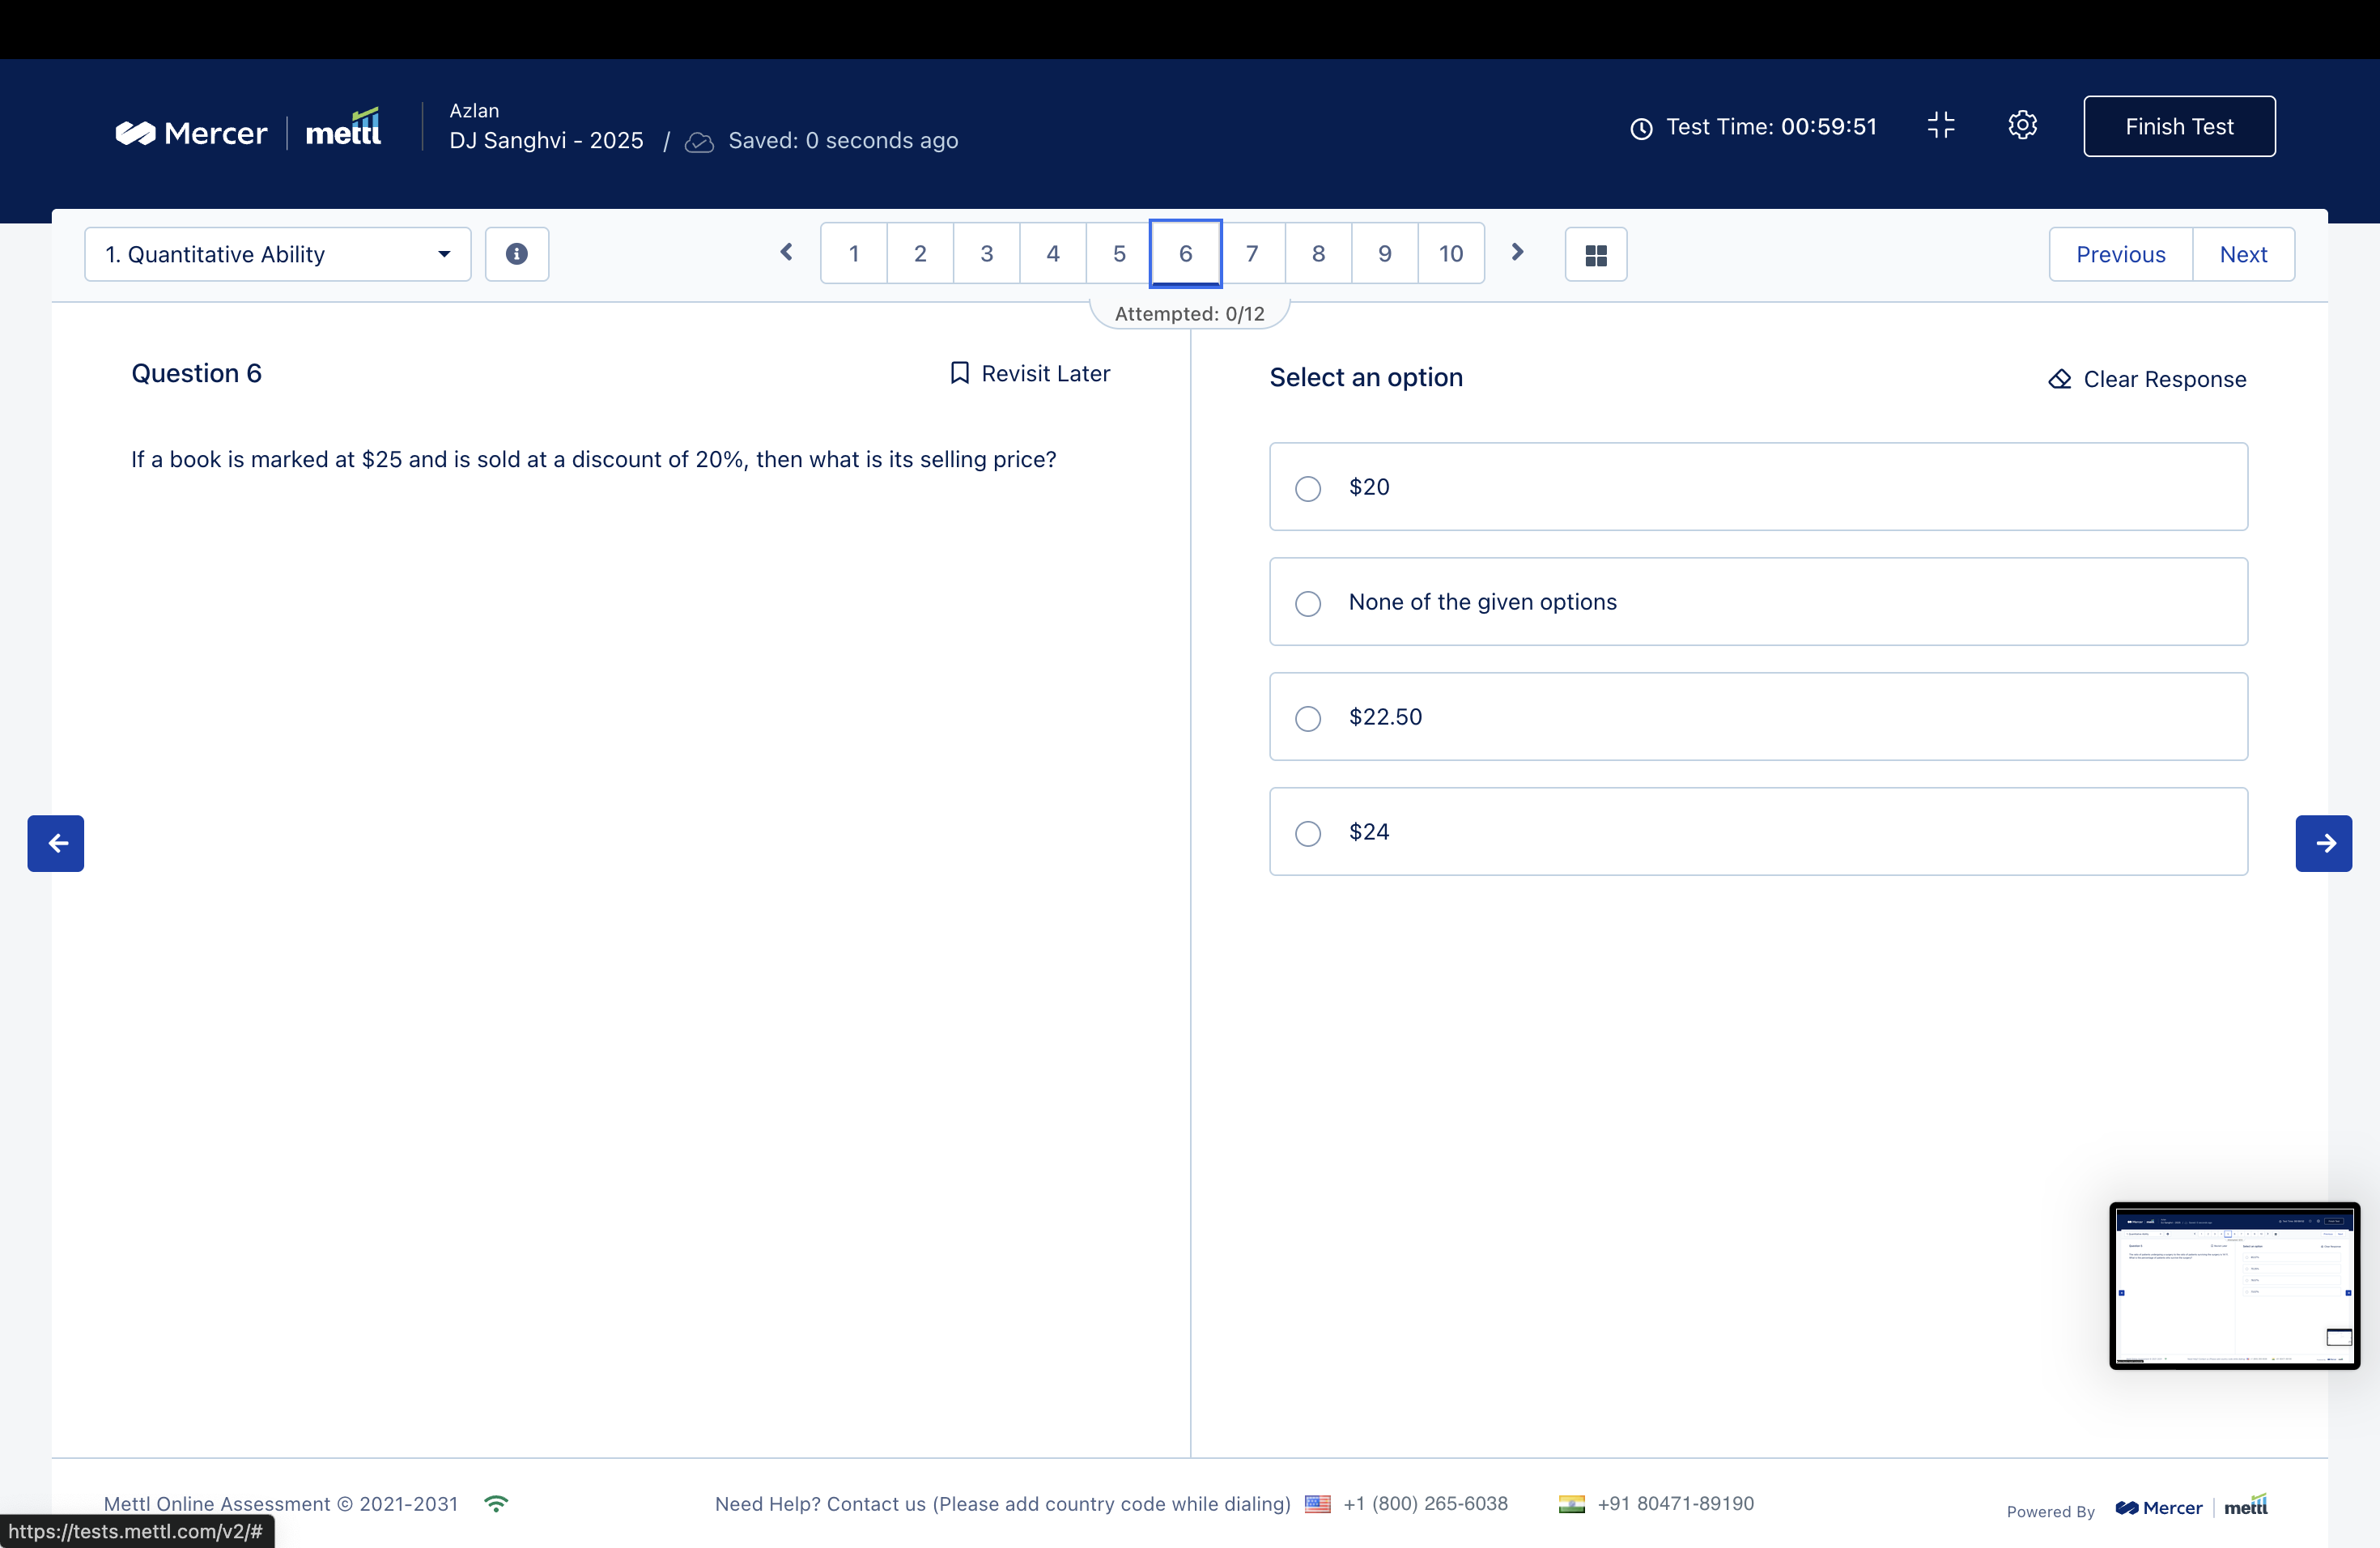 Mercer
mettl
Azlan
DJ Sanghvi - 2025 / Saved: 0 seconds ago
Test Time: 00:59:51
Finish Test
1. Quantitative Ability
1 2 3 4 5 6 7 8 9 10
Previous
Next
Attempted: 0/12
Question 6
Revisit Later
If a book is marked at $25 and is sold at a discount of 20%, then what is its selling price?
Select an option
Clear Response
$20
None of the given options
$22.50
$24
Mettl Online Assessment © 2021-2031
Need Help? Contact us (Please add country code while dialing) +1 (800) 265-6038 +91 80471-89190
Powered By Mercer mettl
https://tests.mettl.com/v2/#